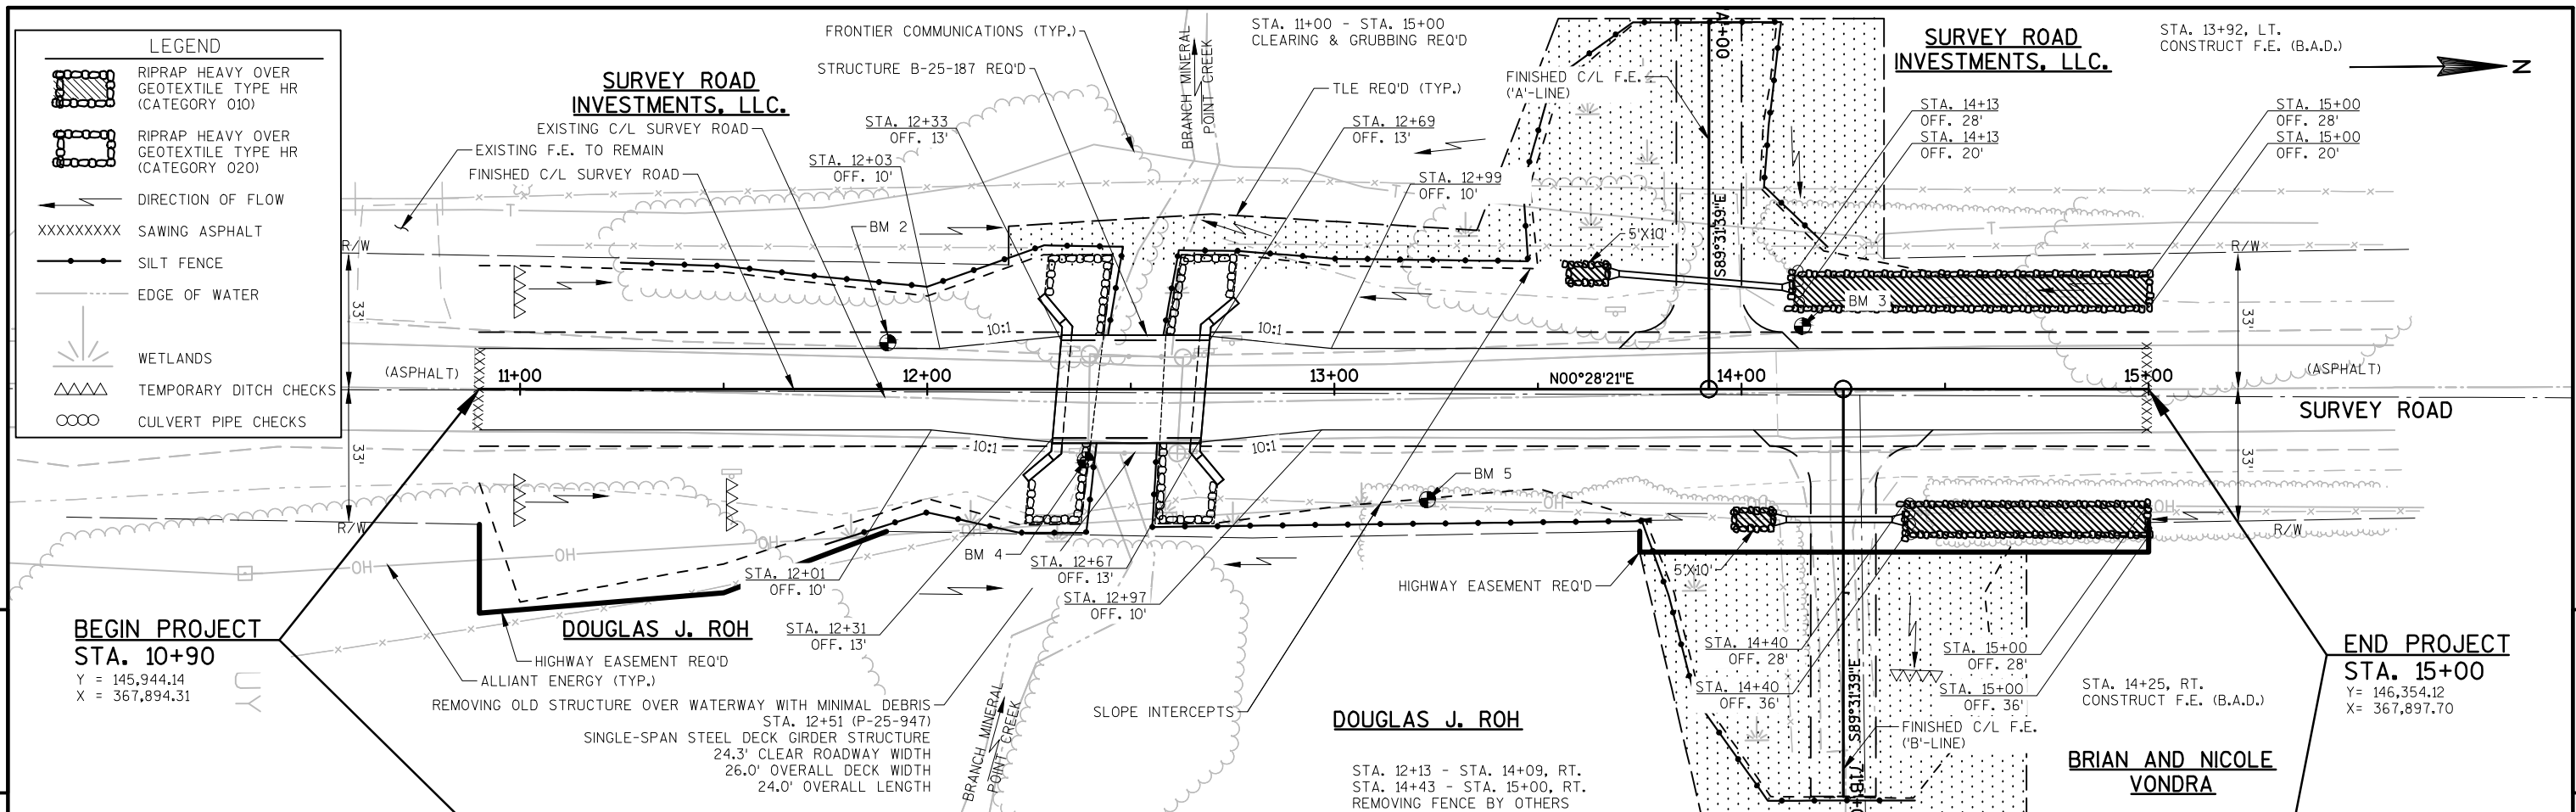 LEGEND
RIPRAP HEAVY OVER
GEOTEXTILE TYPE HR
(CATEGORY 010)
RIPRAP HEAVY OVER
GEOTEXTILE TYPE HR
(CATEGORY 020)
DIRECTION OF FLOW
XXXXXXXXX SAWING ASPHALT
SILT FENCE
EDGE OF WATER
WETLANDS
TEMPORARY DITCH CHECKS
CULVERT PIPE CHECKS
FRONTIER COMMUNICATIONS (TYP.)
STRUCTURE B-25-187 REQ'D
SURVEY ROAD
INVESTMENTS, LLC.
EXISTING C/L SURVEY ROAD
EXISTING F.E. TO REMAIN
FINISHED C/L SURVEY ROAD
STA. 12+33
OFF. 13'
STA. 12+03
OFF. 10'
BRANCH MINERAL
POINT CREEK
STA. 11+00 - STA. 15+00
CLEARING & GRUBBING REQ'D
TLE REQ'D (TYP.)
STA. 12+69
OFF. 13'
STA. 12+99
OFF. 10'
FINISHED C/L F.E.
('A'-LINE)
SURVEY ROAD
INVESTMENTS, LLC.
STA. 13+92, LT.
CONSTRUCT F.E. (B.A.D.)
N
STA. 14+13
OFF. 28'
STA. 14+13
OFF. 20'
STA. 15+00
OFF. 28'
STA. 15+00
OFF. 20'
S89°31'39"E
R/W
BM 2
5'X10'
R/W
BM 3
33'
10:1
10:1
33'
(ASPHALT)
11+00
12+00
13+00
N00°28'21"E
14+00
15+00
(ASPHALT)
SURVEY ROAD
33'
10:1
10:1
33'
BM 5
OH
OH
R/W
R/W
OH
OH
OH
BM 4
STA. 12+01
OFF. 10'
STA. 12+67
OFF. 13'
STA. 12+97
OFF. 10'
STA. 12+31
OFF. 13'
HIGHWAY EASEMENT REQ'D
5'X10'
BEGIN PROJECT
STA. 10+90
Y = 145,944.14
X = 367,894.31
DOUGLAS J. ROH
HIGHWAY EASEMENT REQ'D
ALLIANT ENERGY (TYP.)
REMOVING OLD STRUCTURE OVER WATERWAY WITH MINIMAL DEBRIS
STA. 12+51 (P-25-947)
SINGLE-SPAN STEEL DECK GIRDER STRUCTURE
24.3' CLEAR ROADWAY WIDTH
26.0' OVERALL DECK WIDTH
24.0' OVERALL LENGTH
BRANCH MINERAL
POINT CREEK
SLOPE INTERCEPTS
DOUGLAS J. ROH
STA. 12+13 - STA. 14+09, RT.
STA. 14+43 - STA. 15+00, RT.
REMOVING FENCE BY OTHERS
STA. 14+40
OFF. 28'
STA. 14+40
OFF. 36'
S89°31'39"E
STA. 15+00
OFF. 28'
STA. 15+00
OFF. 36'
FINISHED C/L F.E.
('B'-LINE)
STA. 14+25, RT.
CONSTRUCT F.E. (B.A.D.)
BRIAN AND NICOLE
VONDRA
END PROJECT
STA. 15+00
Y= 146,354.12
X= 367,897.70